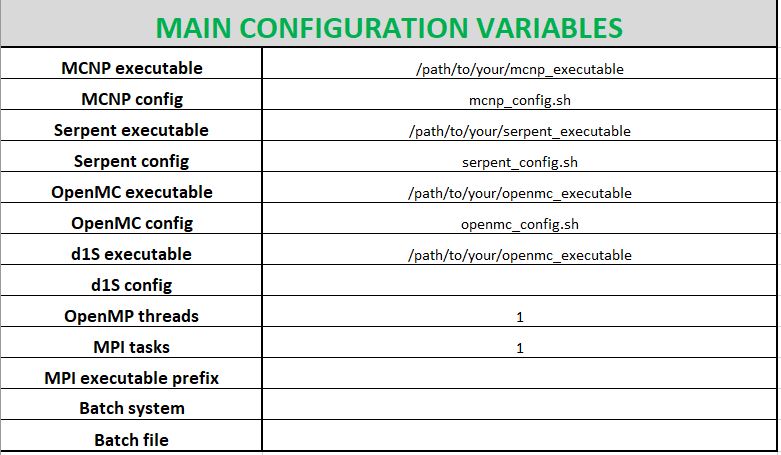 MAIN CONFIGURATION VARIABLES
MCNP executable /path/to/your/mcnp_executable
MCNP config mcnp_config.sh
Serpent executable /path/to/your/serpent_executable
Serpent config serpent_config.sh
OpenMC executable /path/to/your/openmc_executable
OpenMC config openmc_config.sh
d1S executable /path/to/your/openmc_executable
d1S config
OpenMP threads 1
MPI tasks 1
MPI executable prefix
Batch system
Batch file